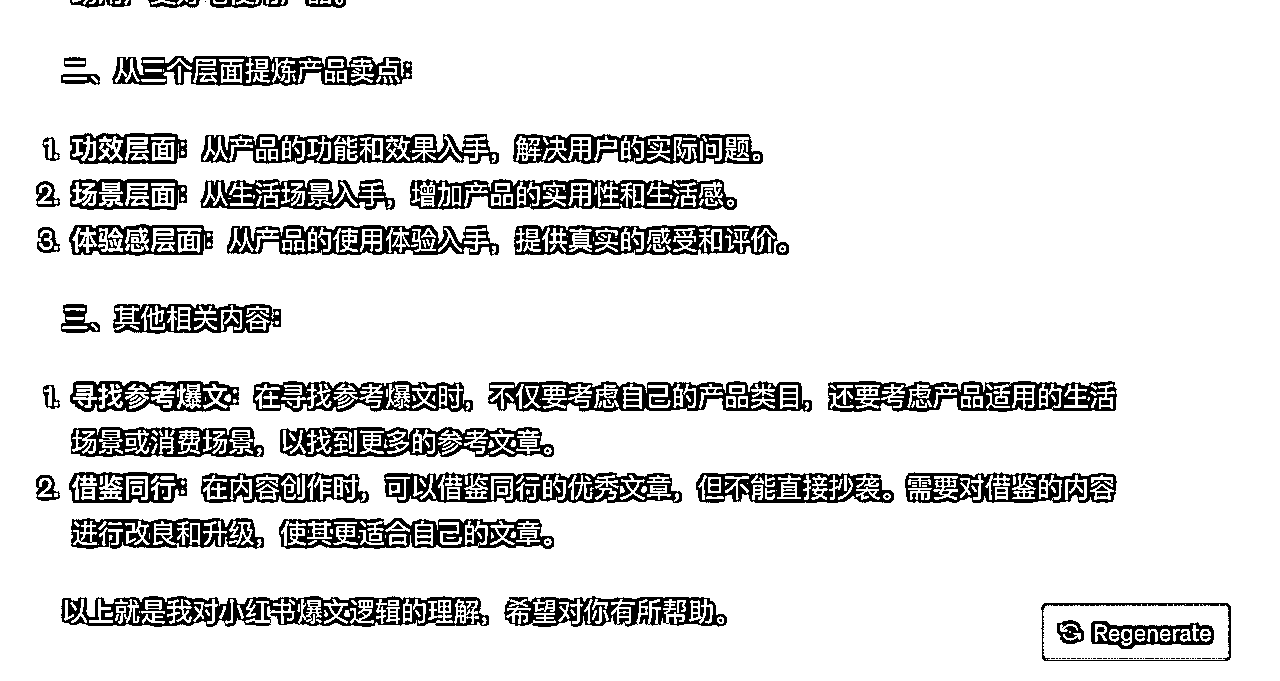 二、从三个层面提炼产品卖点:
1. 功效层面：从产品的功能和效果入手，解决用户的实际问题。
2. 场景层面：从生活场景入手，增加产品的实用性和生活感。
3. 体验感层面：从产品的使用体验入手，提供真实的感受和评价。
三、其他相关内容:
1. 寻找参考爆文：在寻找参考爆文时，不仅要考虑自己的产品类目，还要考虑产品适用的生活
场景或消费场景，以找到更多的参考文章。
2. 借鉴同行：在内容创作时，可以借鉴同行的优秀文章，但不能直接抄袭。需要对借鉴的内容
进行改良和升级，使其更适合自己的文章。
以上就是我对小红书爆文逻辑的理解，希望对你有所帮助。
Regenerate